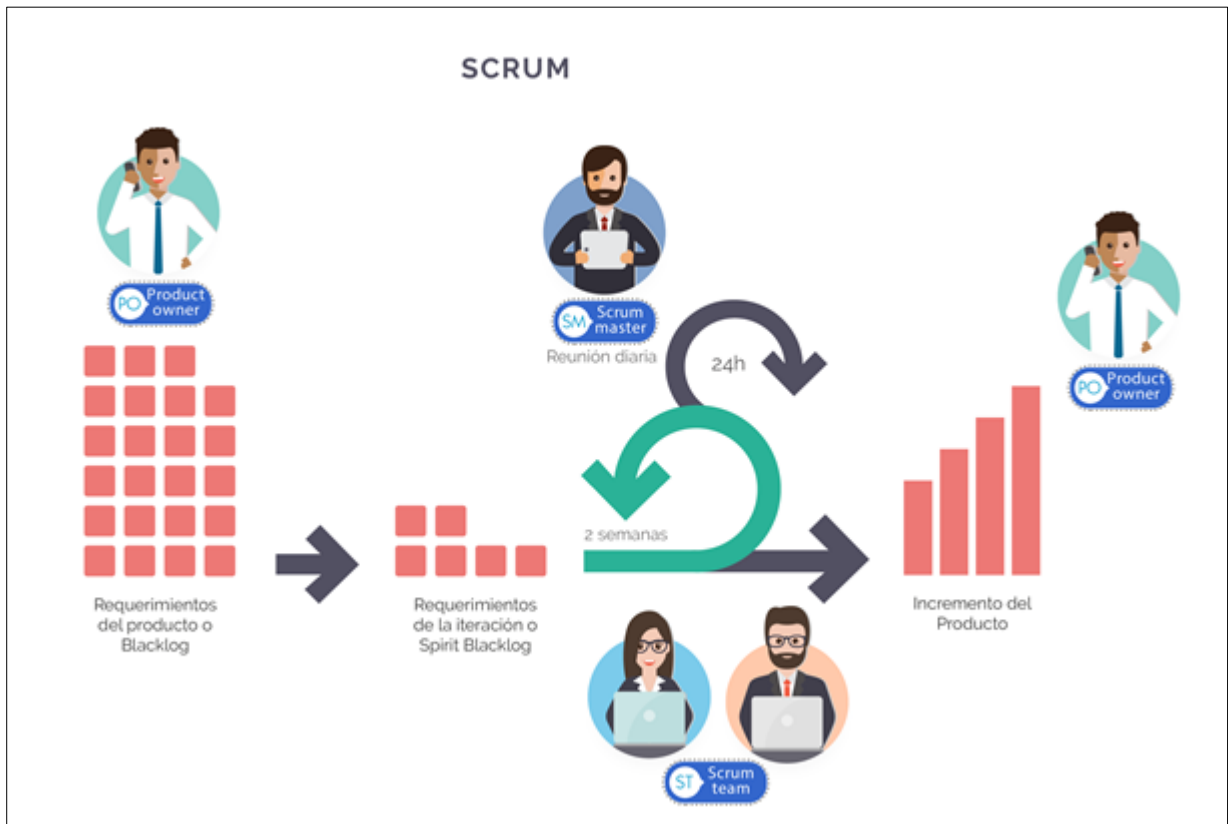 SCRUM
PO Product
owner
SM Scrum
master
Reunión diaria
24h
PO Product
owner
2 semanas
Requerimientos
del producto o
Blacklog
Requerimientos
de la iteración o
Spirit Blacklog
Incremento del
Producto
ST Scrum
team